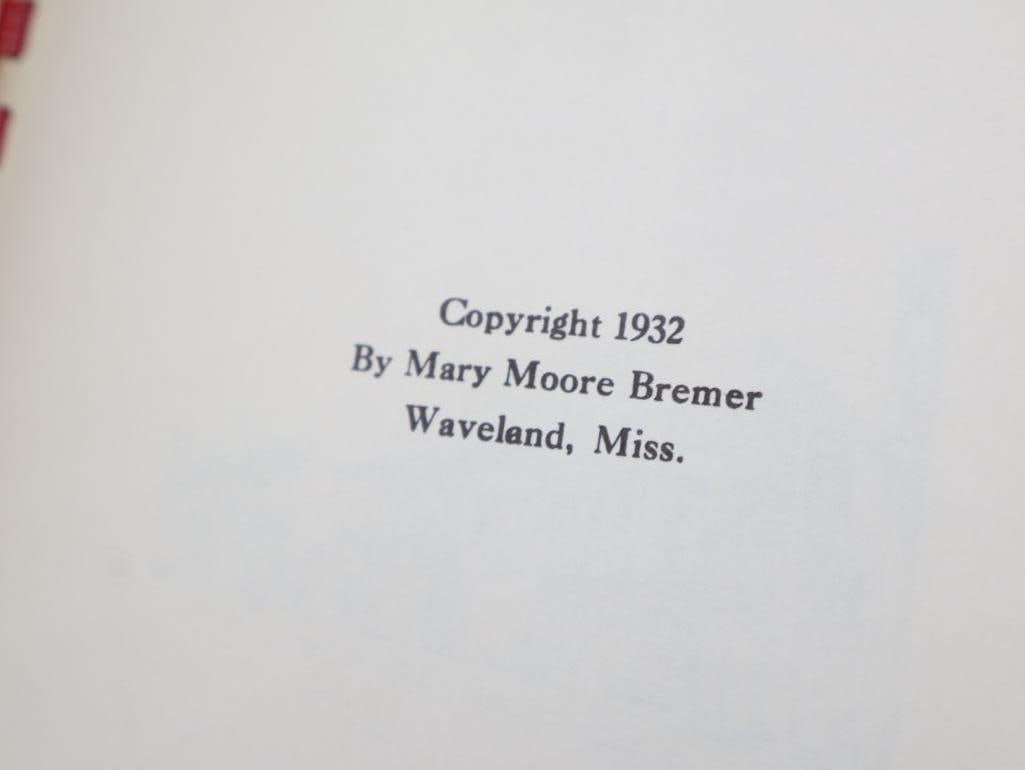 Copyright 1932
By Mary Moore Bremer
Waveland, Miss.